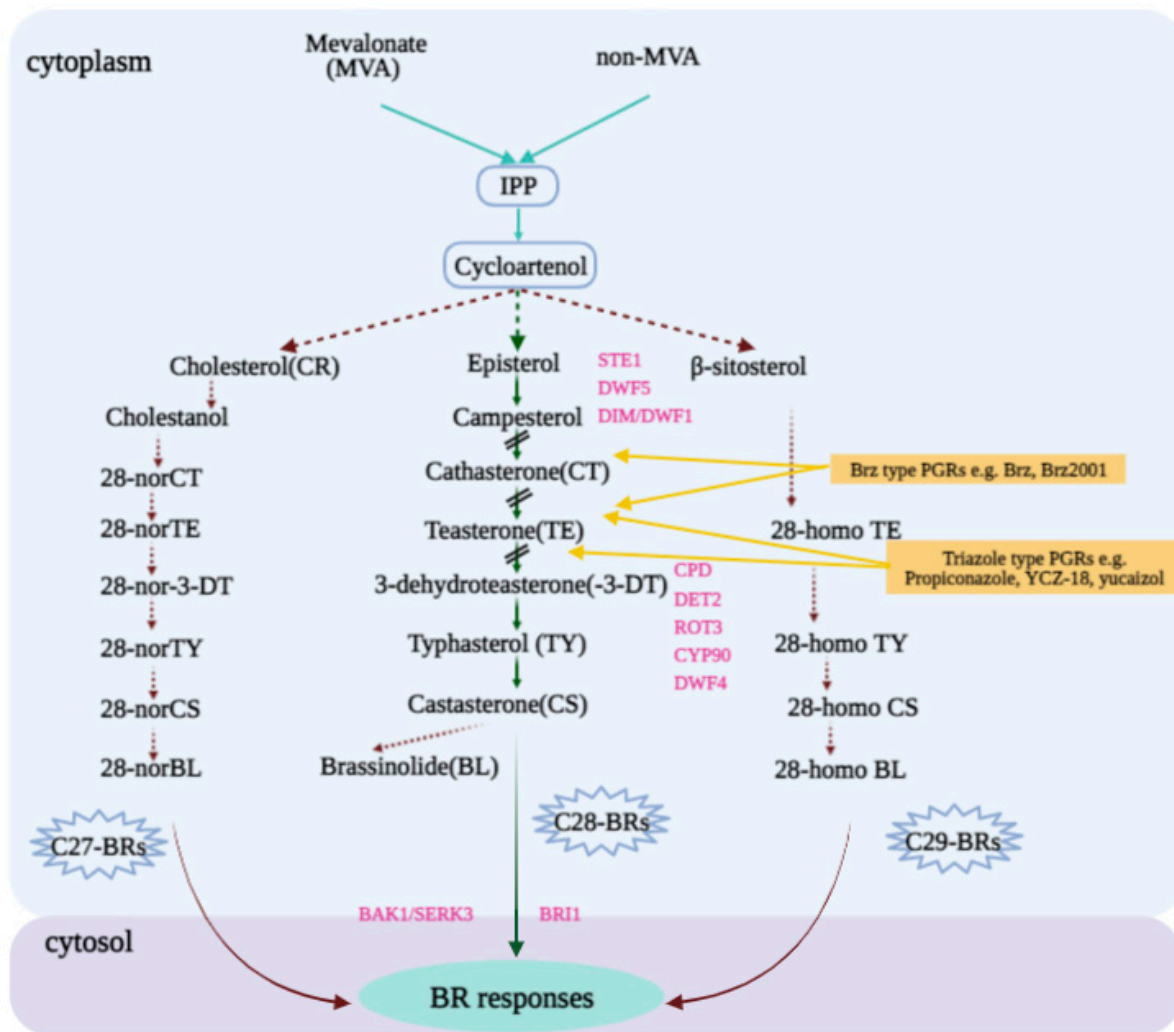 cytoplasm
Mevalonate
(MVA)
non-MVA
IPP
Cycloartenol
Cholesterol(CR)
Episterol
β-sitosterol
STE1
DWF5
DIM/DWF1
Cholestanol
Campesterol
28-norCT
Cathasterone(CT)
Brz type PGRs e.g. Brz, Brz2001
28-norTE
Teasterone(TE)
28-homo TE
Triazole type PGRs e.g.
Propiconazole, YCZ-18, yucaizol
28-nor-3-DT
3-dehydroteasterone(-3-DT)
CPD
DET2
ROT3
CYP90
DWF4
28-norTY
Typhasterol (TY)
28-homo TY
28-norCS
Castasterone(CS)
28-homo CS
28-norBL
Brassinolide(BL)
28-homo BL
C27-BRs
C28-BRs
C29-BRs
BAK1/SERK3
BRI1
cytosol
BR responses